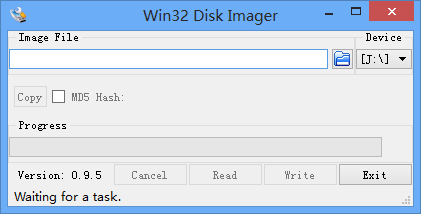 Win32 Disk Imager
Image File
Device
[J:\]
Copy
MD5 Hash:
Progress
Version: 0.9.5
Cancel
Read
Write
Exit
Waiting for a task.